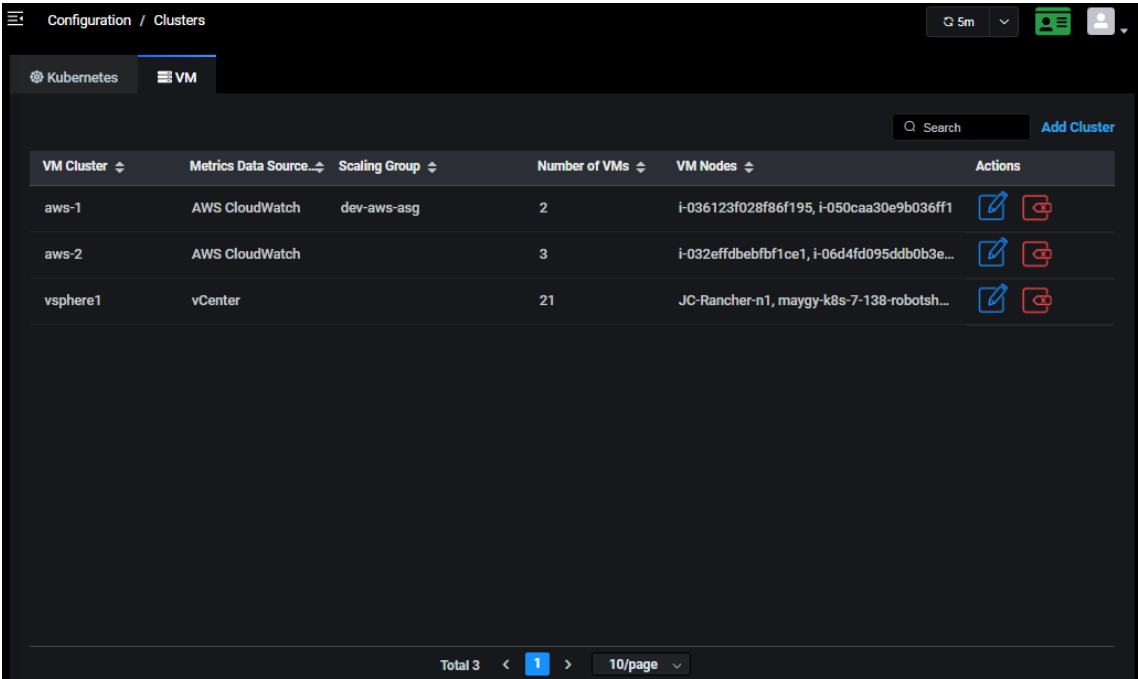 Configuration / Clusters
5m
Kubernetes
VM
Search
Add Cluster
VM Cluster Metrics Data Source... Scaling Group Number of VMs VM Nodes Actions
aws-1 AWS CloudWatch dev-aws-asg 2 i-036123f028f86f195, i-050caa30e9b036ff1
aws-2 AWS CloudWatch 3 i-032effdbebfbf1ce1, i-06d4fd095ddb0b3e...
vsphere1 vCenter 21 JC-Rancher-n1, maygy-k8s-7-138-robotsh...
Total 3 1 10/page